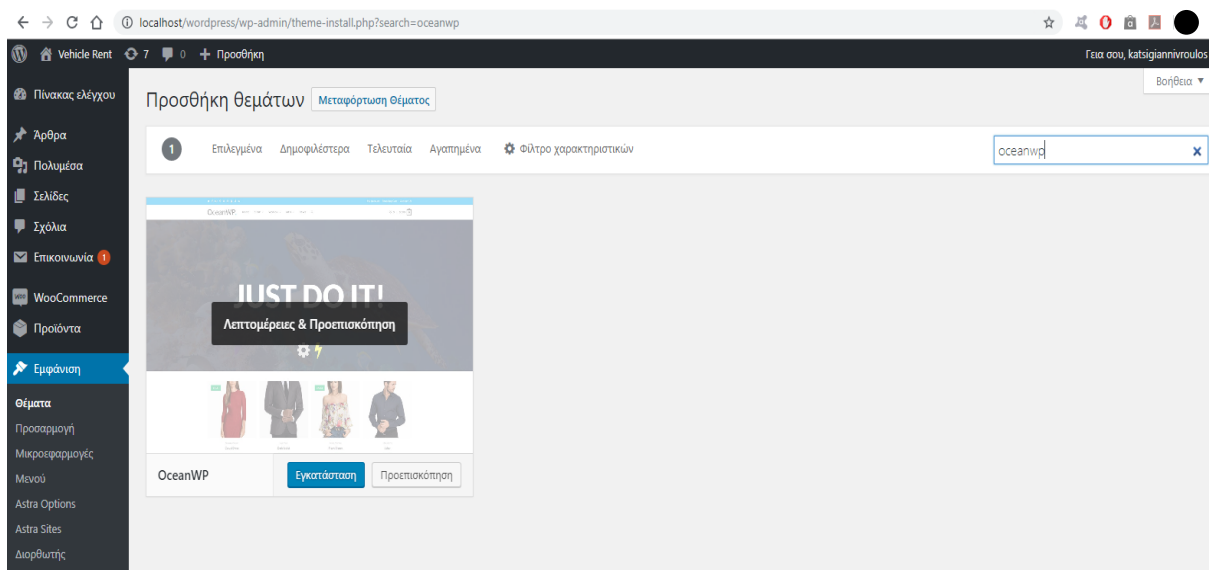 localhost/wordpress/wp-admin/theme-install.php?search=oceanwp
Vehicle Rent 7 0 + Προσθήκη
Γεια σου, katsigiannivroulos
Βοήθεια ▼
Πίνακας ελέγχου
Άρθρα
Πολυμέσα
Σελίδες
Σχόλια
Επικοινωνία 1
WooCommerce
Προϊόντα
Εμφάνιση
Θέματα
Προσαρμογή
Μικροεφαρμογές
Μενού
Astra Options
Astra Sites
Διορθωτής
Προσθήκη θεμάτων Μεταφόρτωση Θέματος
1 Επιλεγμένα Δημοφιλέστερα Τελευταία Αγαπημένα Φίλτρο χαρακτηριστικών
oceanwp
OceanWP.
JUST DO IT!
Λεπτομέρειες & Προεπισκόπηση
OceanWP Εγκατάσταση Προεπισκόπηση